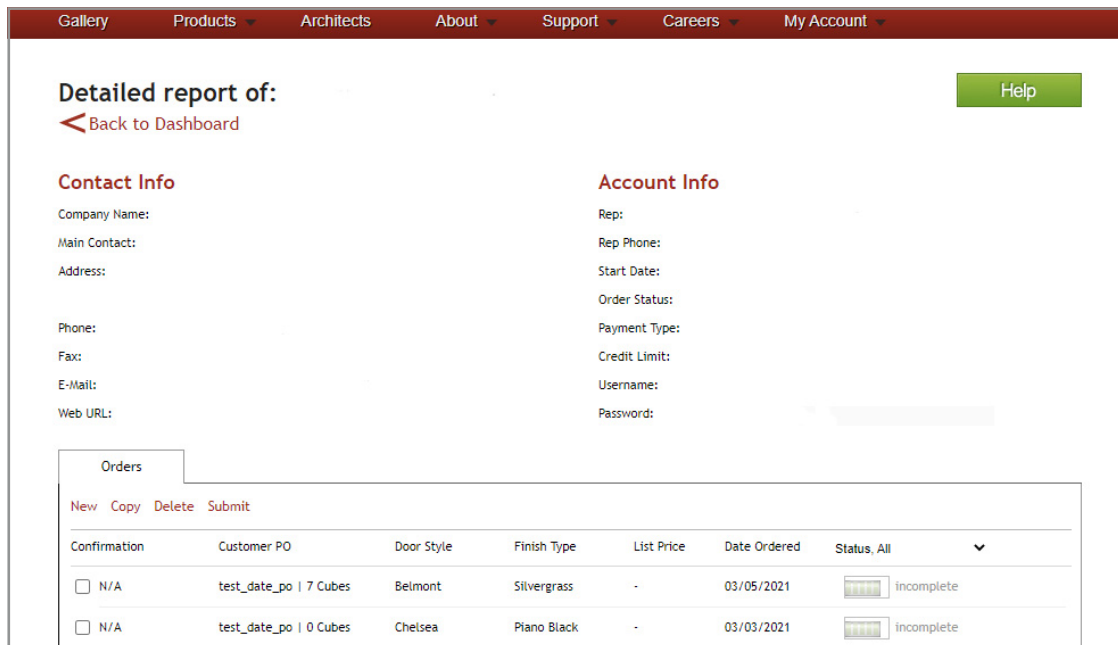 Gallery Products Architects About Support Careers My Account
Detailed report of:
Help
Back to Dashboard
Contact Info
Company Name:
Main Contact:
Address:
Phone:
Fax:
E-Mail:
Web URL:
Account Info
Rep:
Rep Phone:
Start Date:
Order Status:
Payment Type:
Credit Limit:
Username:
Password:
Orders
New Copy Delete Submit
Confirmation Customer PO Door Style Finish Type List Price Date Ordered Status, All
N/A test_date_po | 7 Cubes Belmont Silvergrass - 03/05/2021 incomplete
N/A test_date_po | 0 Cubes Chelsea Piano Black - 03/03/2021 incomplete